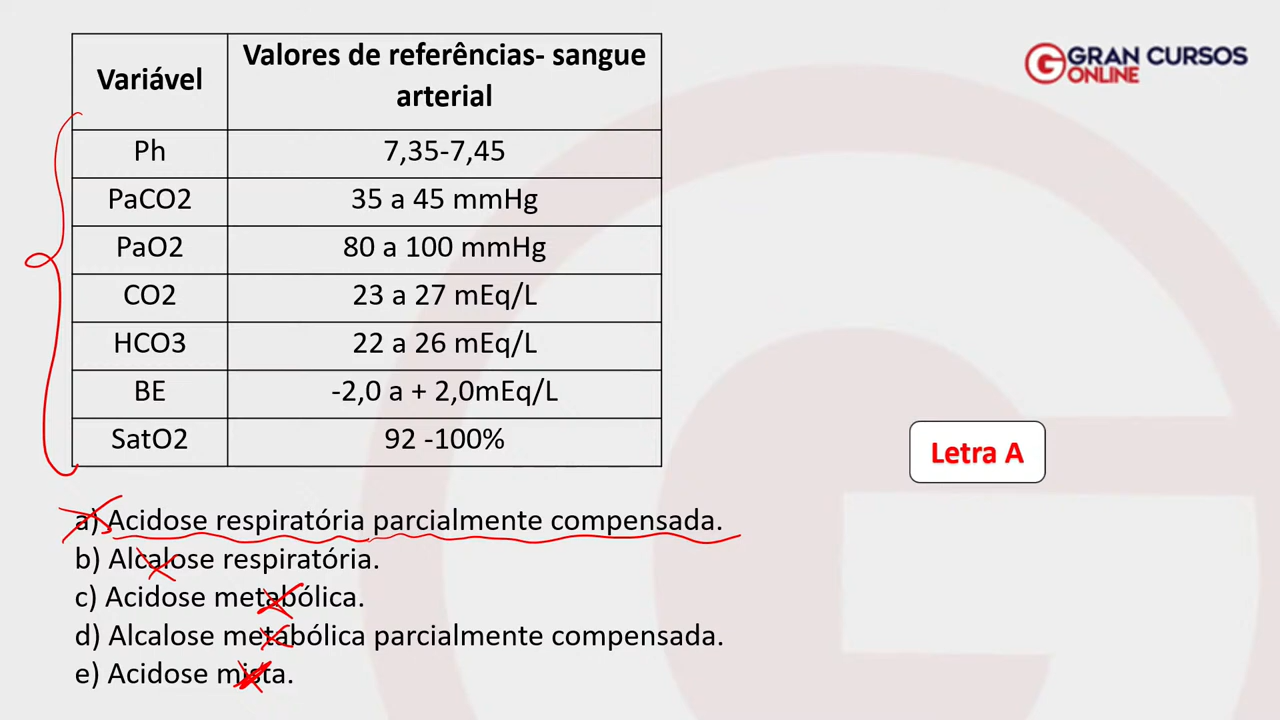 Variável
Valores de referências- sangue
arterial
Ph
7,35-7,45
PaCO2
35 a 45 mmHg
PaO2
80 a 100 mmHg
CO2
23 a 27 mEq/L
HCO3
22 a 26 mEq/L
BE
-2,0 a + 2,0mEq/L
SatO2
92 -100%
GRAN CURSOS
ONLINE
Letra A
a) Acidose respiratória parcialmente compensada.
b) Alcalose respiratória.
c) Acidose metabólica.
d) Alcalose metabólica parcialmente compensada.
e) Acidose mista.